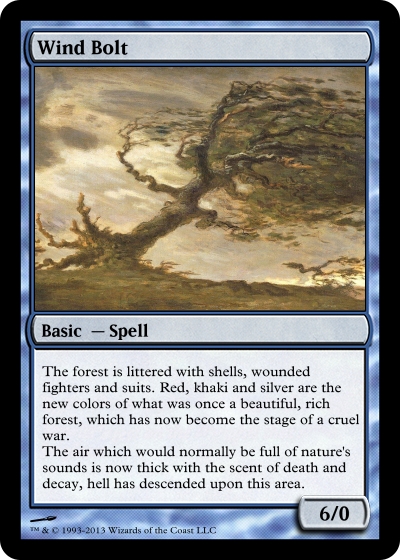 Wind Bolt
Basic — Spell
The forest is littered with shells, wounded
fighters and suits. Red, khaki and silver are the
new colors of what was once a beautiful, rich
forest, which has now become the stage of a cruel
war.
The air which would normally be full of nature's
sounds is now thick with the scent of death and
decay, hell has descended upon this area.
6/0
™ & © 1993-2013 Wizards of the Coast LLC